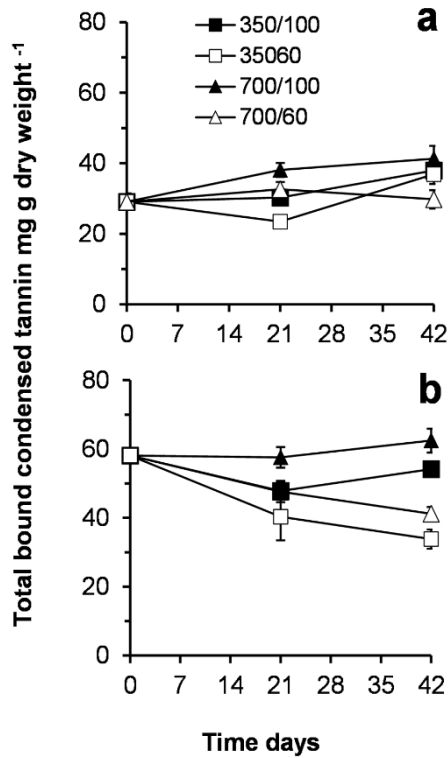 Total bound condensed tannin mg g dry weight -1
a
350/100
35060
700/100
700/60
80
60
40
20
0
0 7 14 21 28 35 42
b
80
60
40
20
0
0 7 14 21 28 35 42
Time days